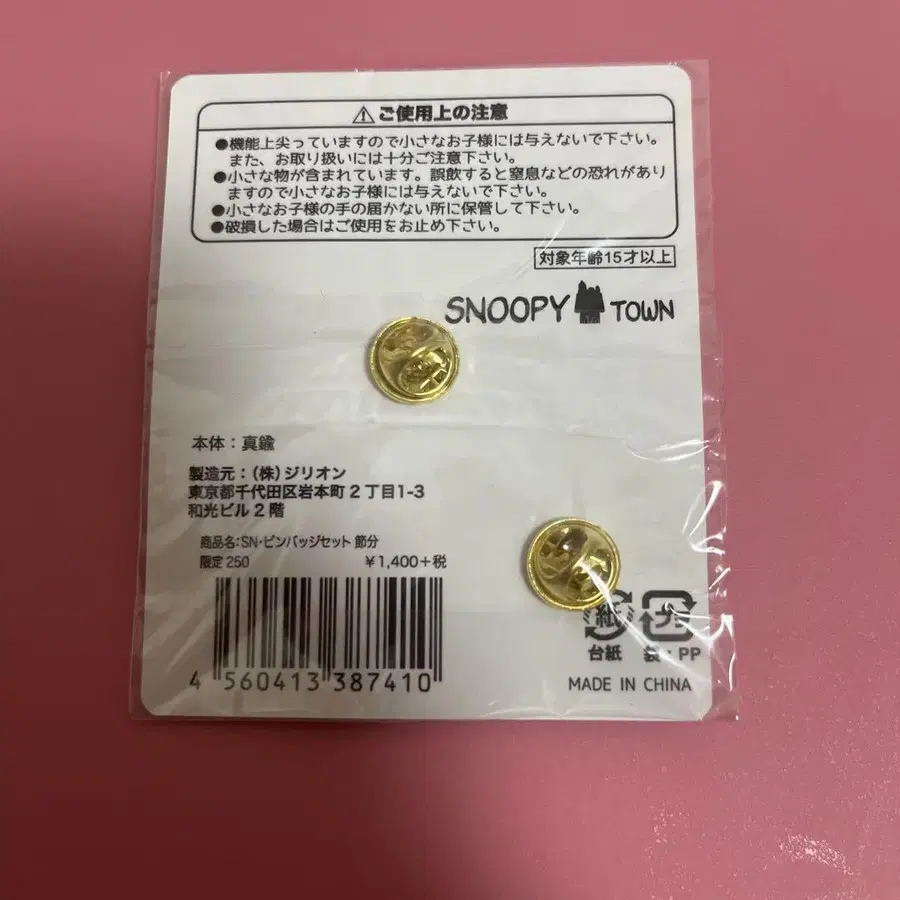 ⚠ご使用上の注意
●機能上尖っていますので小さなお子様には与えないで下さい。
また、お取り扱いには十分ご注意下さい。
●小さな物が含まれています。誤飲すると窒息などの恐れがあり
ますので小さなお子様には与えないで下さい。
●小さなお子様の手の届かない所に保管して下さい。
●破損した場合はご使用をお止め下さい。
対象年齢15才以上
SNOOPY TOWN
本体：真鍮
製造元：(株)ジリオン
東京都千代田区岩本町2丁目1-3
和光ビル2階
商品名：SN・ピンバッジセット 節分
限定250 ￥1,400+税
4 560413 387410
紙 プラ
台紙 袋：PP
MADE IN CHINA